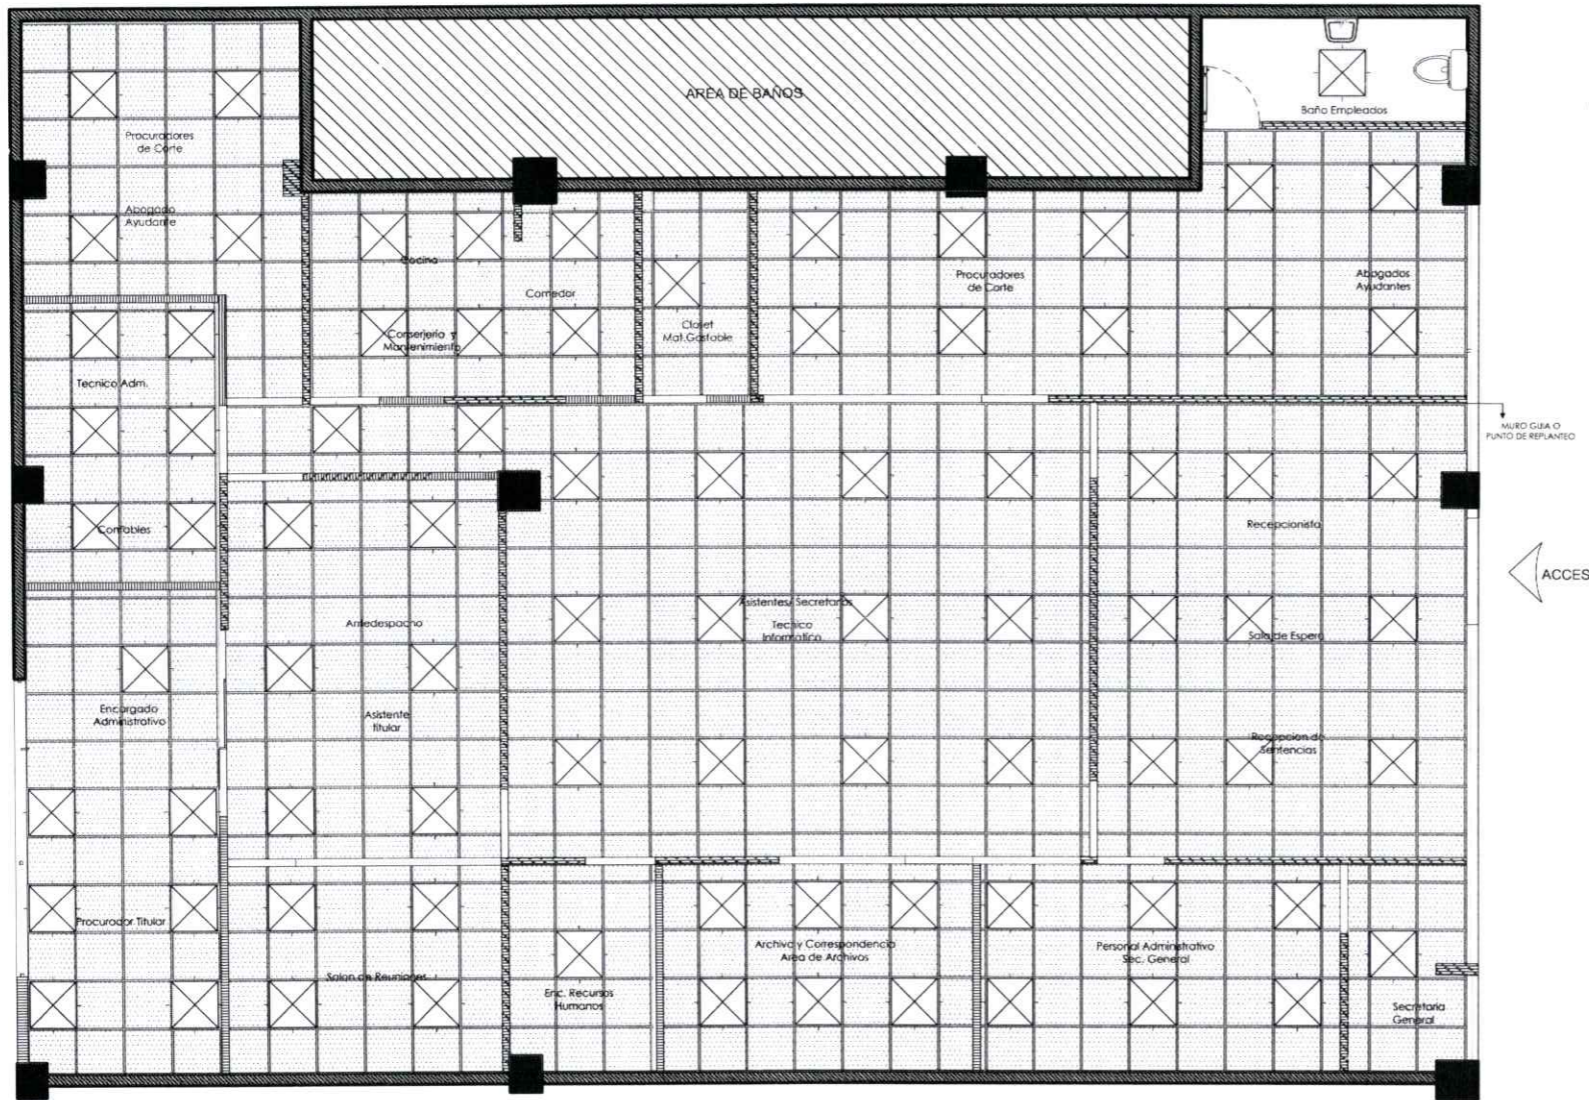 AREA DE BAÑOS
Baño Empleados
Procuradores
de Corte
Abogado
Ayudante
Cocina
Comedor
Conserjeria y
Mantenimiento
Closet
Mat.Gastable
Procuradores
de Corte
Abogados
Ayudantes
Tecnico Adm.
MURO GUIA O
PUNTO DE REPLANTEO
Contables
Recepcionista
ACCES
Antedespacho
Asistentes/ Secretarias
Tecnico
Informatico
Sala de Espera
Encargado
Administrativo
Asistente
titular
Recepcion de
Sentencias
Procurador Titular
Salon de Reuniones
Enc. Recursos
Humanos
Archivo y Correspondencia
Area de Archivos
Personal Administrativo
Sec. General
Secretaria
General